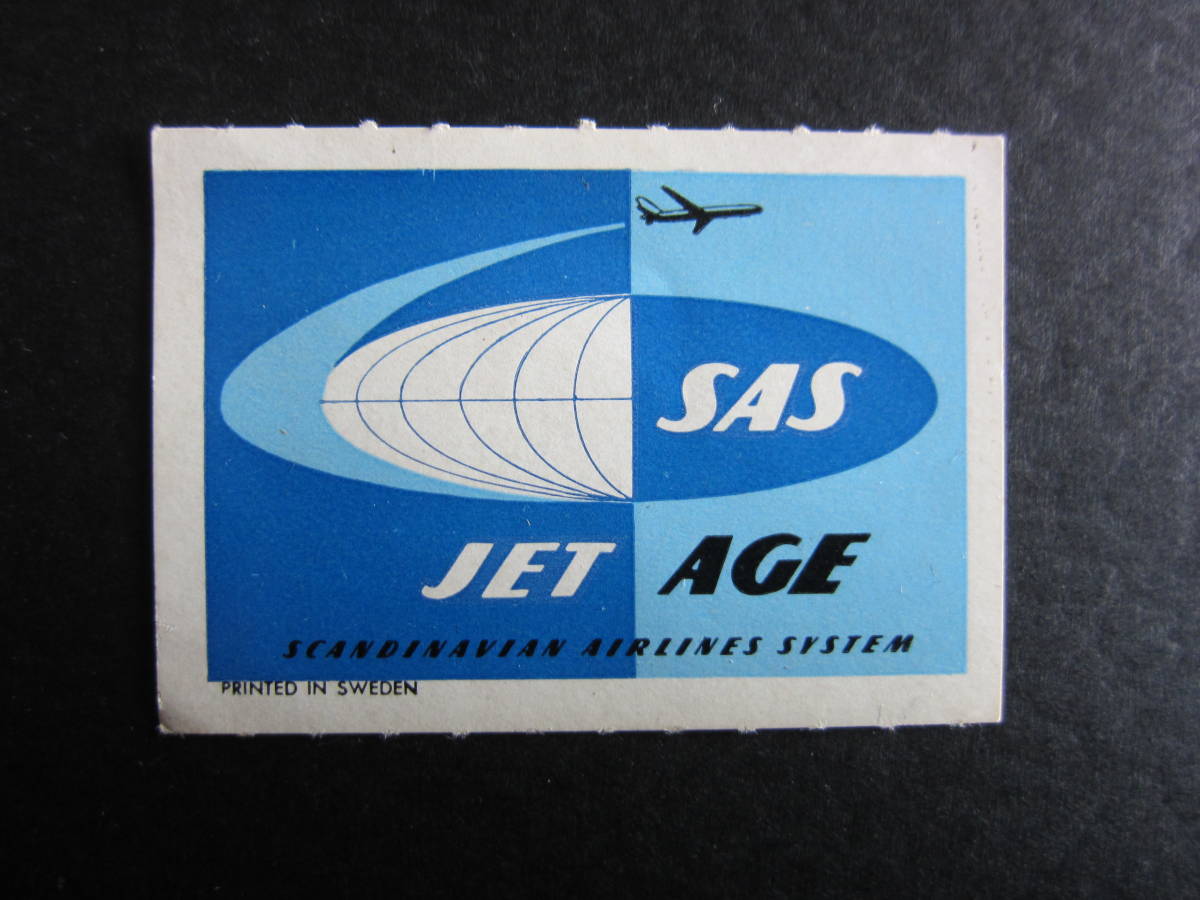 SAS
JET AGE
SCANDINAVIAN AIRLINES SYSTEM
PRINTED IN SWEDEN